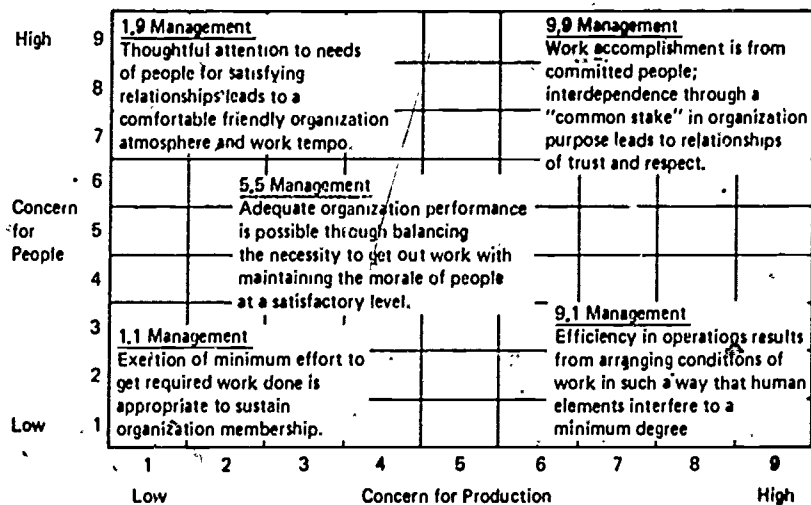 High
9
8
7
6
Concern
for
People
5
4
3
2
Low
1
1,9 Management
Thoughtful attention to needs
of people for satisfying
relationships leads to a
comfortable friendly organization
atmosphere and work tempo.
9,9 Management
Work accomplishment is from
committed people;
interdependence through a
"common stake" in organization
purpose leads to relationships
of trust and respect.
5,5 Management
Adequate organization performance
is possible through balancing
the necessity to get out work with
maintaining the morale of people
at a satisfactory level.
1,1 Management
Exertion of minimum effort to
get required work done is
appropriate to sustain
organization membership.
9,1 Management
Efficiency in operations results
from arranging conditions of
work in such a way that human
elements interfere to a
minimum degree
1 2 3 4 5 6 7 8 9
Low Concern for Production High